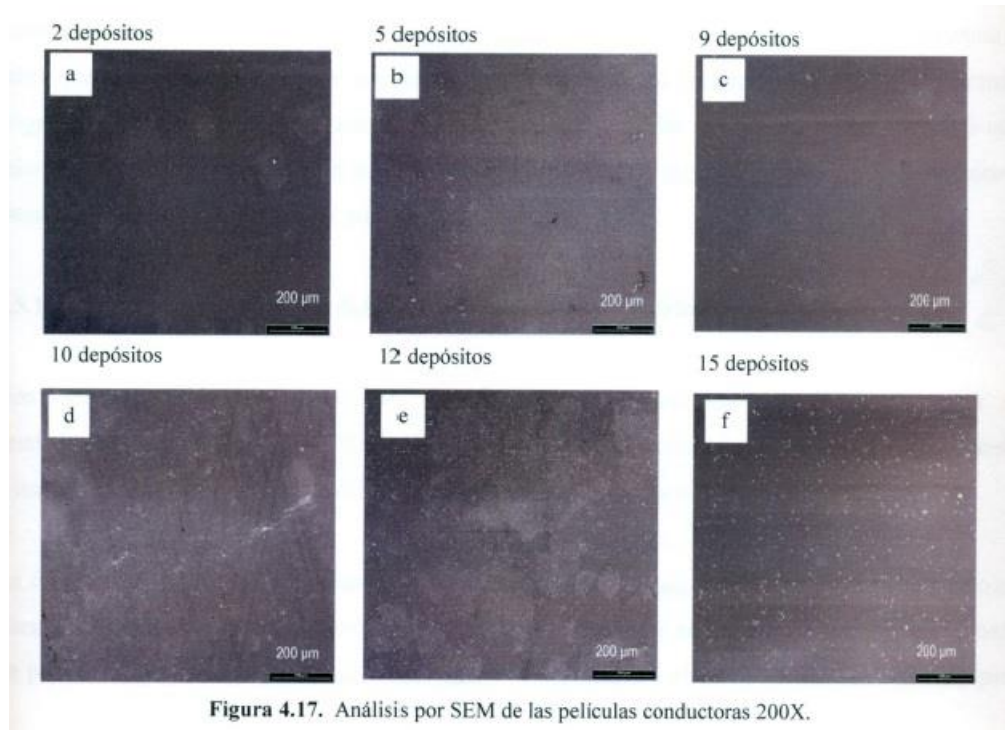 2 depósitos
5 depósitos
9 depósitos
a
b
c
200 µm
200 µm
200 µm
10 depósitos
12 depósitos
15 depósitos
d
e
f
200 µm
200 µm
200 µm
Figura 4.17. Análisis por SEM de las películas conductoras 200X.